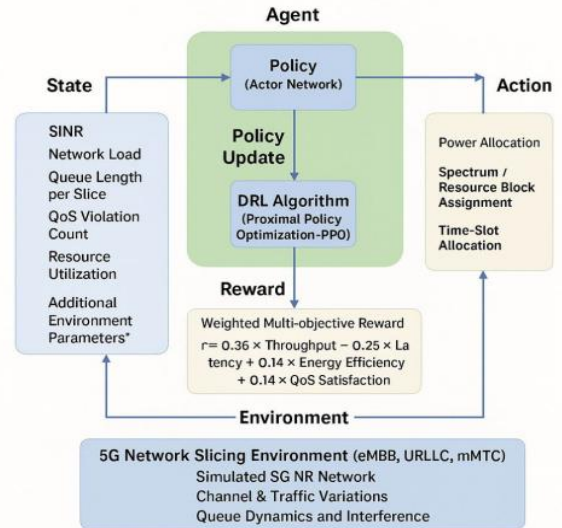 Agent
State
Policy
(Actor Network)
Action
SINR
Network Load
Queue Length
per Slice
QoS Violation
Count
Resource
Utilization
Additional
Environment
Parameters*
Policy
Update
DRL Algorithm
(Proximal Policy
Optimization-PPO)
Power Allocation
Spectrum /
Resource Block
Assignment
Time-Slot
Allocation
Reward
Weighted Multi-objective Reward
r= 0.36 × Throughput − 0.25 × La
tency + 0.14 × Energy Efficiency
+ 0.14 × QoS Satisfaction
Environment
5G Network Slicing Environment (eMBB, URLLC, mMTC)
Simulated SG NR Network
Channel & Traffic Variations
Queue Dynamics and Interference